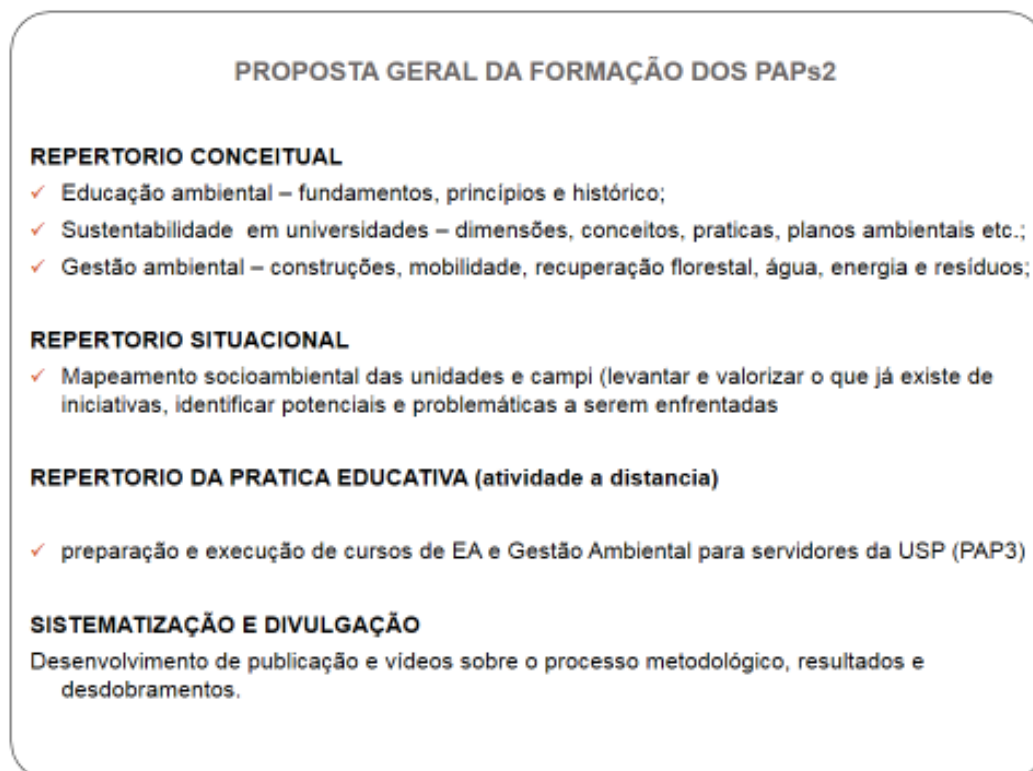 PROPOSTA GERAL DA FORMAÇÃO DOS PAPs2
REPERTORIO CONCEITUAL
✓ Educação ambiental – fundamentos, princípios e histórico;
✓ Sustentabilidade em universidades – dimensões, conceitos, praticas, planos ambientais etc.;
✓ Gestão ambiental – construções, mobilidade, recuperação florestal, água, energia e resíduos;
REPERTORIO SITUACIONAL
✓ Mapeamento socioambiental das unidades e campi (levantar e valorizar o que já existe de
iniciativas, identificar potenciais e problemáticas a serem enfrentadas
REPERTORIO DA PRATICA EDUCATIVA (atividade a distancia)
✓ preparação e execução de cursos de EA e Gestão Ambiental para servidores da USP (PAP3)
SISTEMATIZAÇÃO E DIVULGAÇÃO
Desenvolvimento de publicação e vídeos sobre o processo metodológico, resultados e
desdobramentos.